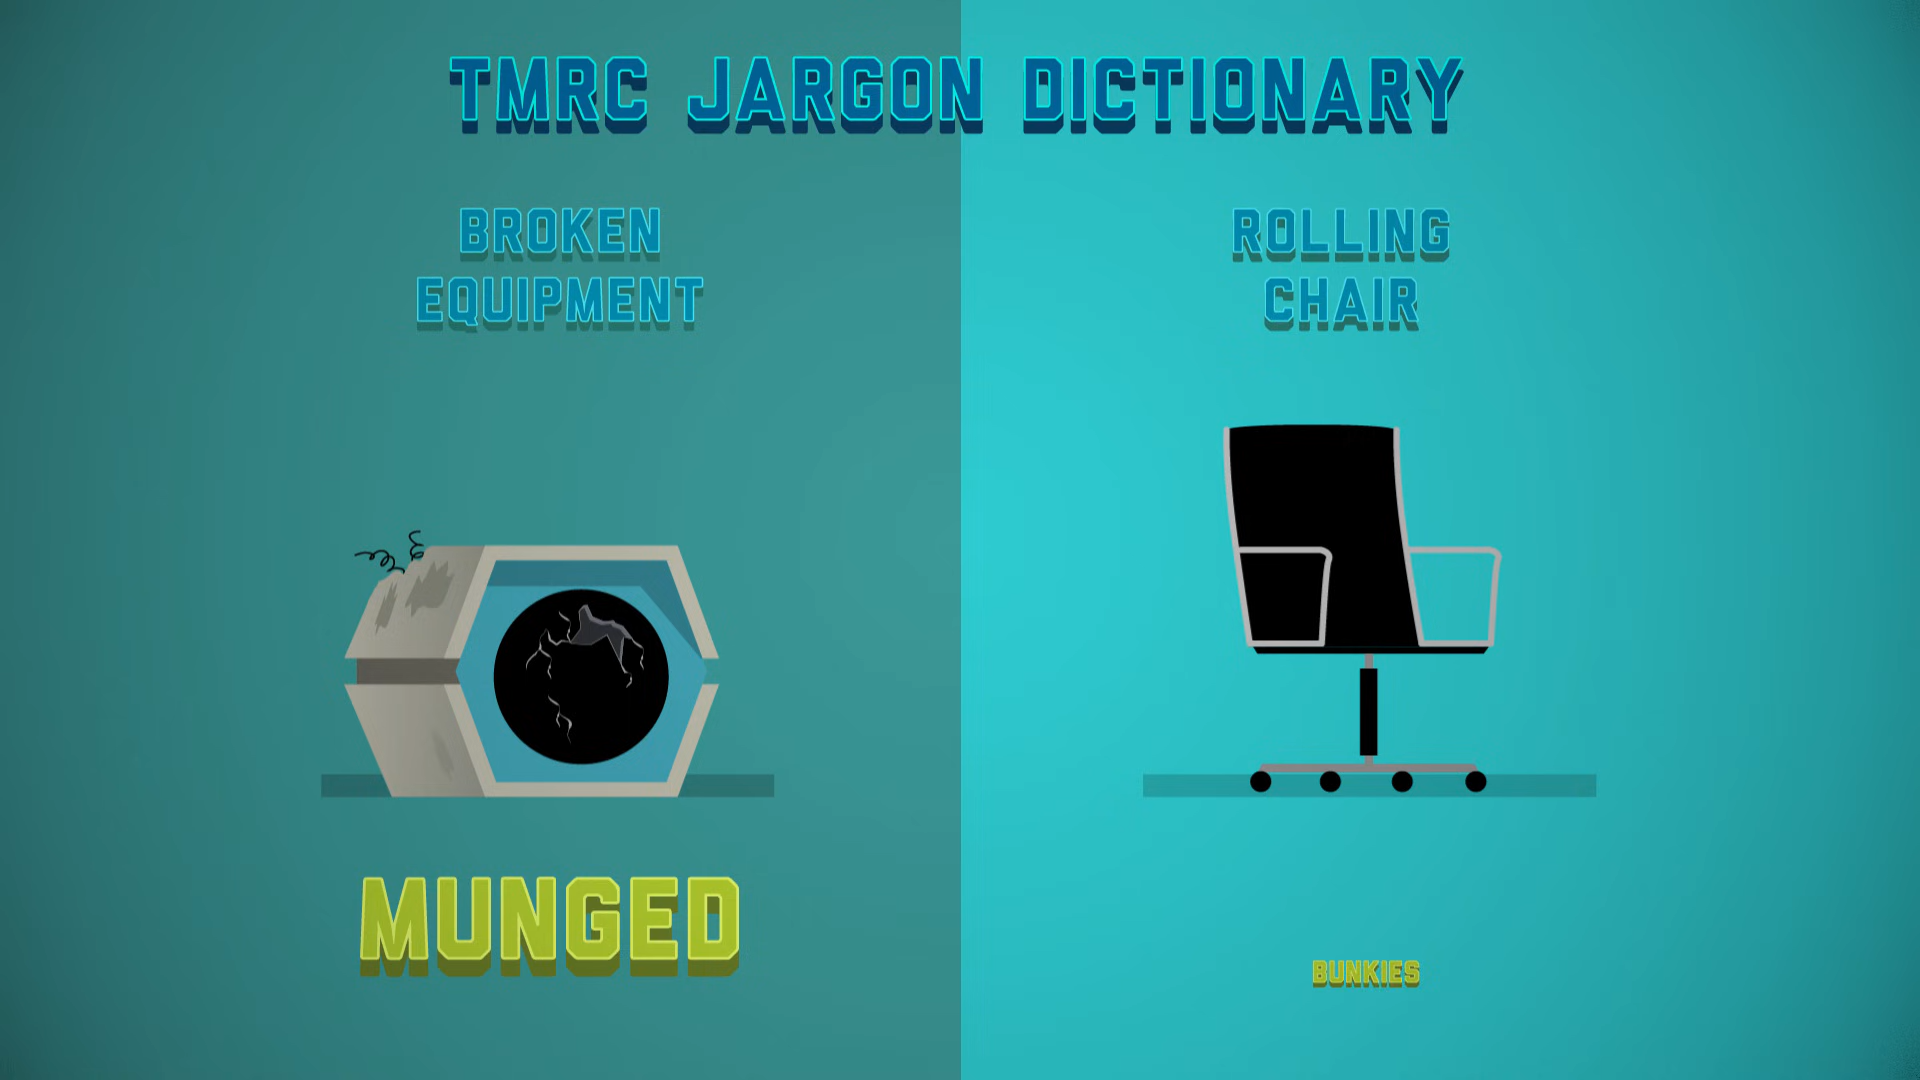 TMRC JARGON DICTIONARY
BROKEN
EQUIPMENT
MUNGED
ROLLING
CHAIR
BUNKIES